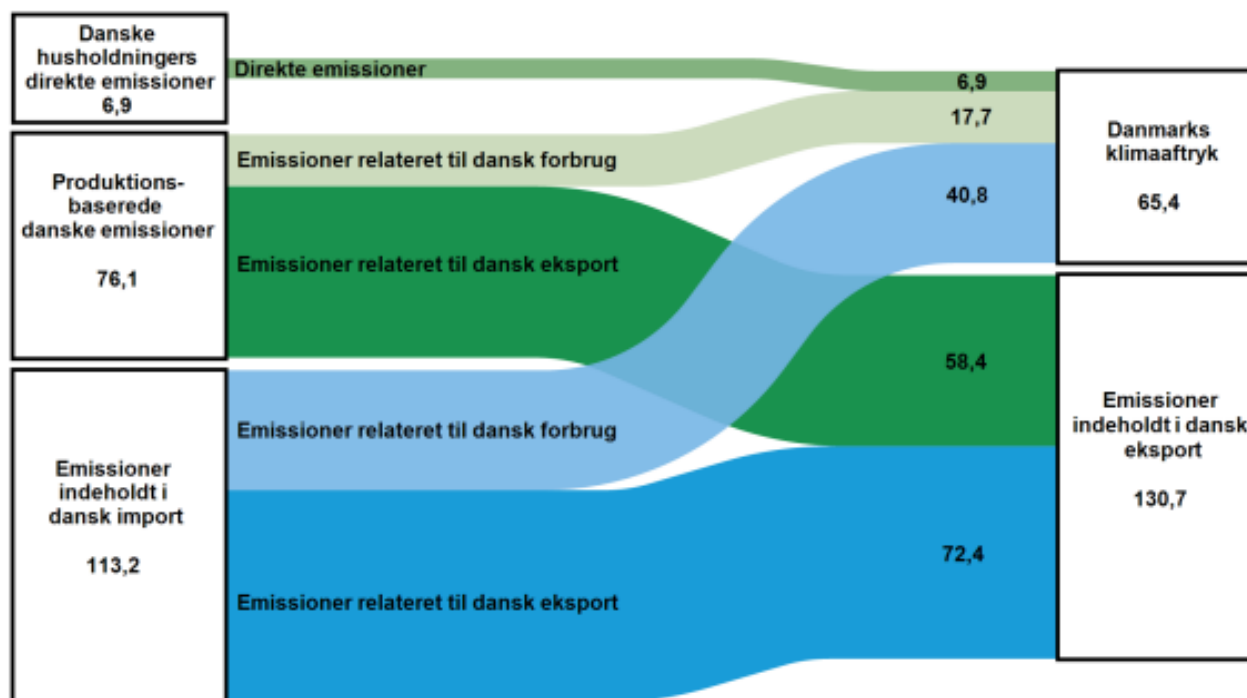 Danske
husholdningers
direkte emissioner
6,9
Direkte emissioner
6,9
Produktions-
baserede
danske emissioner
76,1
Emissioner relateret til dansk forbrug
17,7
Emissioner relateret til dansk eksport
58,4
Emissioner
indeholdt i
dansk import
113,2
Emissioner relateret til dansk forbrug
40,8
Emissioner relateret til dansk eksport
72,4
Danmarks
klimaaftryk
65,4
Emissioner
indeholdt i dansk
eksport
130,7